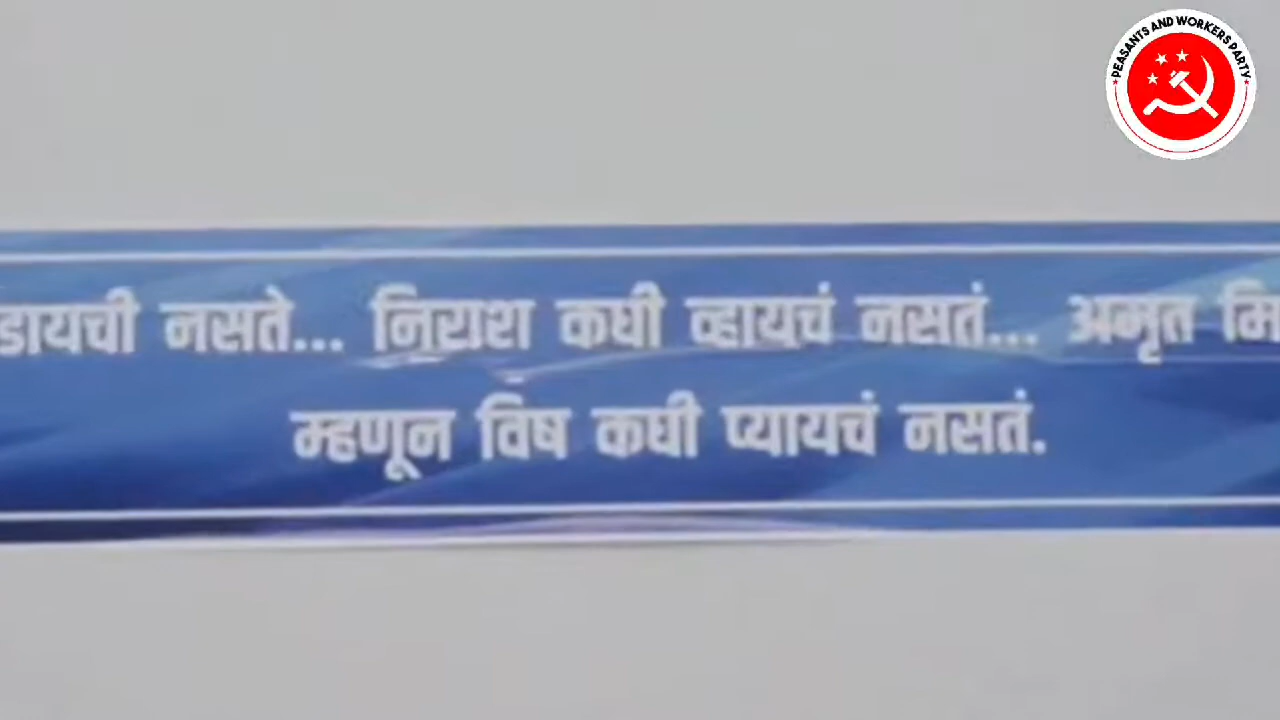 PEASANTS AND WORKERS PARTY
नसते... निराश कधी व्हायचं नसतं... अमृत
म्हणून विष कधी प्यायचं नसतं.